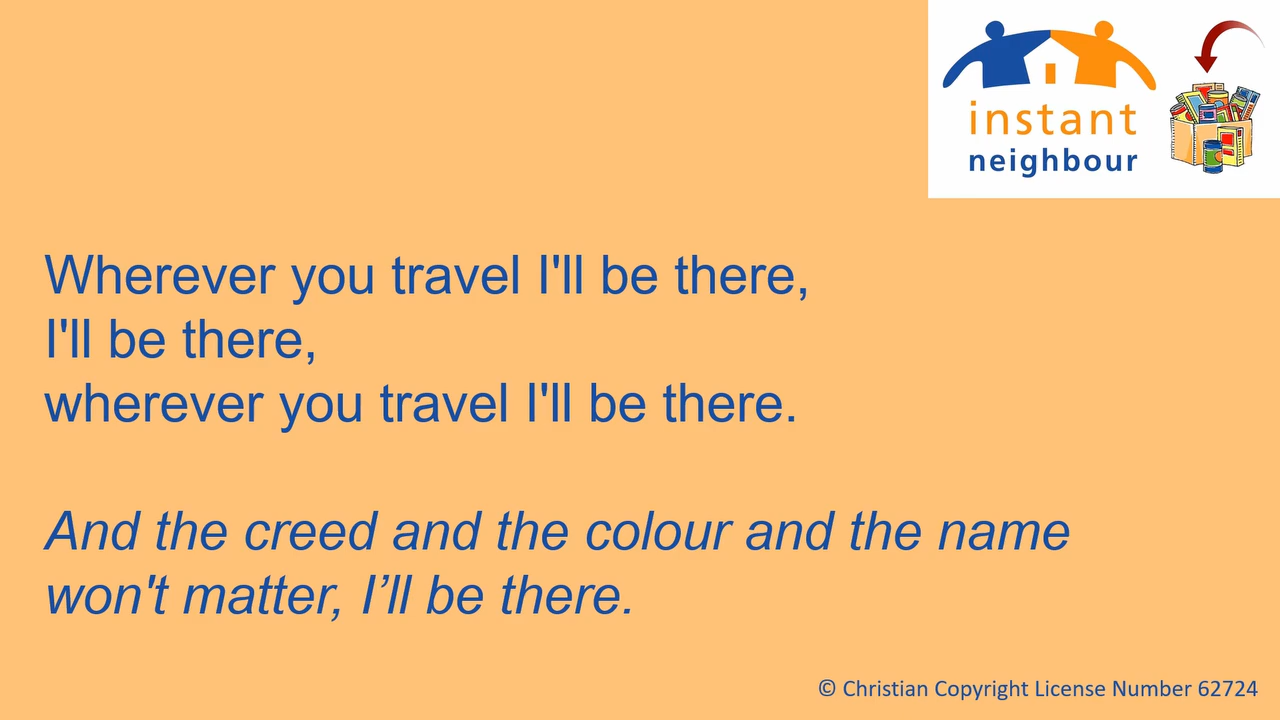 instant
neighbour
Wherever you travel I'll be there,
I'll be there,
wherever you travel I'll be there.
And the creed and the colour and the name
won't matter, I’ll be there.
© Christian Copyright License Number 62724